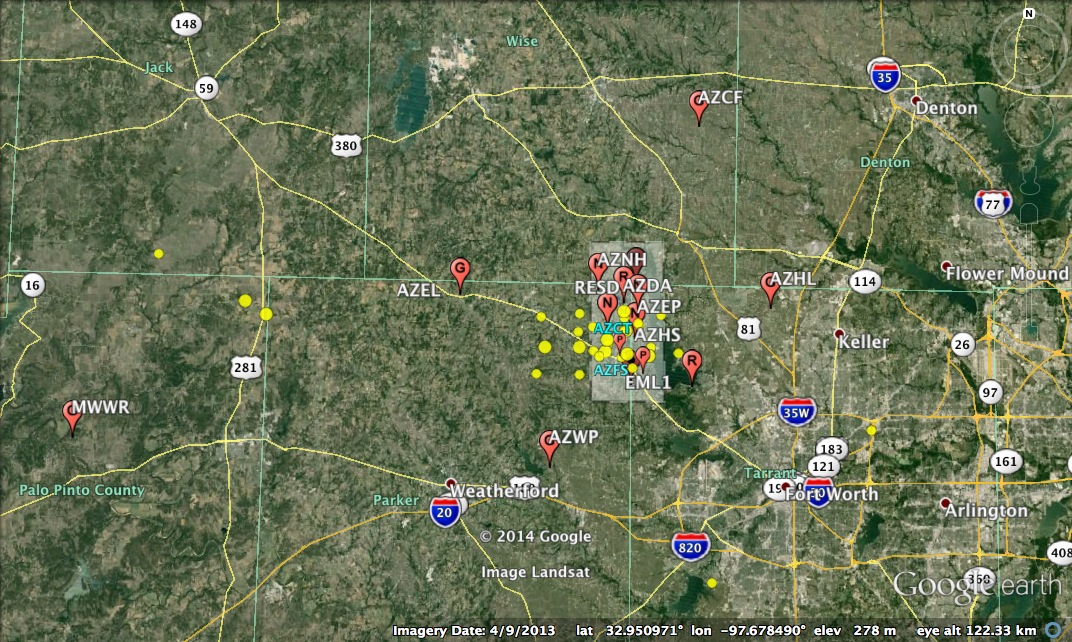 N
148
Wise
35
Jack
59
AZCF
Denton
380
Denton
77
G
AZNH
Flower Mound
16
AZEL
RESD
R
AZDA
AZHL
114
N
AZEP
N
81
AZCT
P
AZHS
Keller
26
281
AZFS
P
EML1
R
97
MWWR
35W
AZWP
183
121
161
Palo Pinto County
Parker
Weatherford
20
Tarrant
Fort Worth
Arlington
© 2014 Google
820
408
Image Landsat
360
Google earth
Imagery Date: 4/9/2013 lat 32.950971° lon -97.678490° elev 278 m eye alt 122.33 km